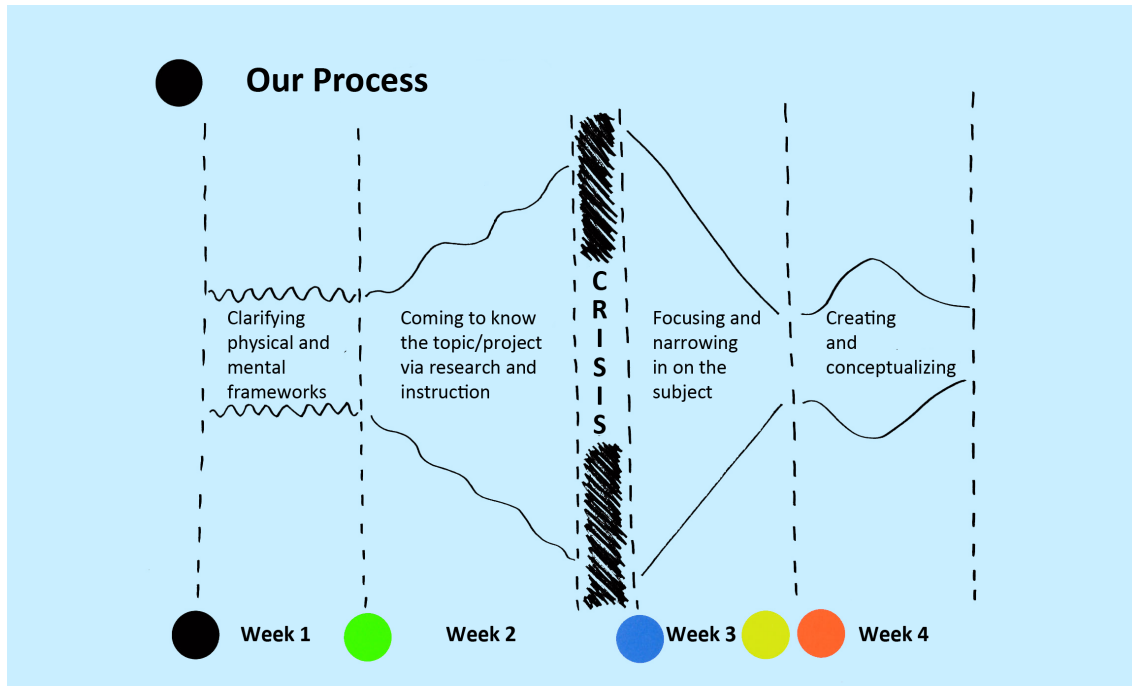 Our Process
Clarifying
physical and
mental
frameworks
Coming to know
the topic/project
via research and
instruction
CRISIS
Focusing and
narrowing
in on the
subject
Creating
and
conceptualizing
Week 1
Week 2
Week 3
Week 4